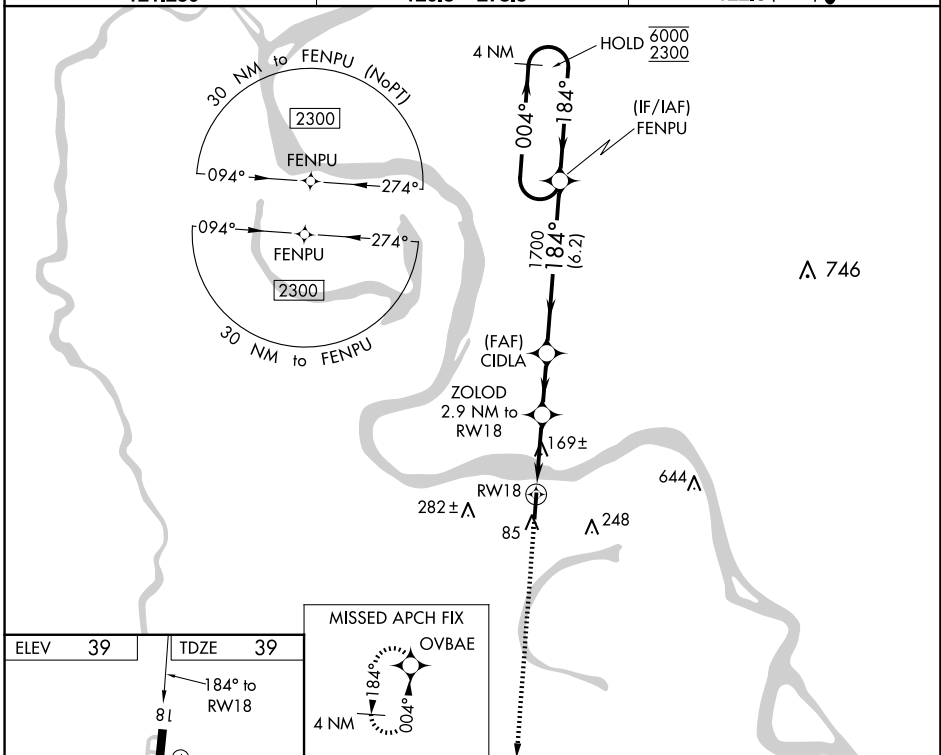 30 NM to FENPU (NoPT)
2300
FENPU
094°
274°
094°
274°
FENPU
2300
30 NM to FENPU
4 NM
HOLD 6000
2300
004°
184°
(IF/IAF)
FENPU
1700
184°
(6.2)
746
(FAF)
CIDLA
ZOLOD
2.9 NM to
RW18
169±
RW18
282±
85
248
644
ELEV 39
TDZE 39
184° to
RW18
18
MISSED APCH FIX
OVBAE
184°
004°
4 NM